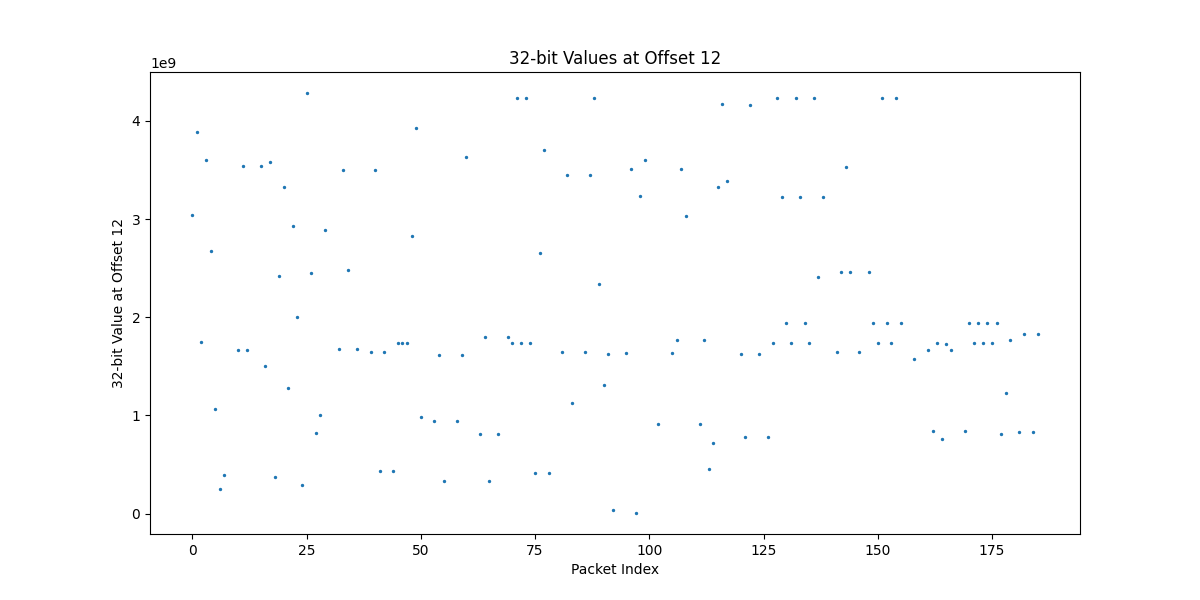 32-bit Values at Offset 12
1e9
4
3
2
1
0
32-bit Value at Offset 12
0 25 50 75 100 125 150 175
Packet Index